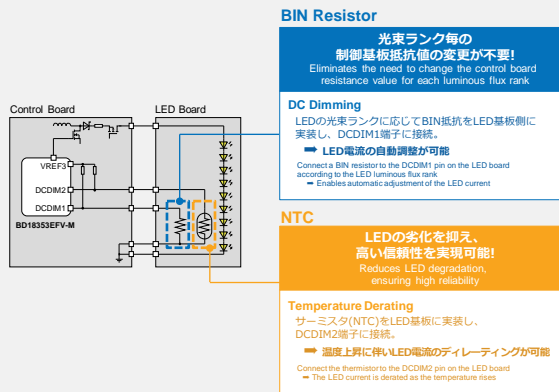 BIN Resistor
光束ランク毎の
制御基板抵抗値の変更が不要!
Eliminates the need to change the control board
resistance value for each luminous flux rank
DC Dimming
LEDの光束ランクに応じてBIN抵抗をLED基板側に
実装し、DCDIM1端子に接続。
➡ LED電流の自動調整が可能
Connect a BIN resistor to the DCDIM1 pin on the LED board
according to the LED luminous flux rank
➡ Enables automatic adjustment of the LED current
Control Board
LED Board
VREF3
DCDIM2
DCDIM1
BD18353EFV-M
NTC
LEDの劣化を抑え、
高い信頼性を実現可能!
Reduces LED degradation,
ensuring high reliability
Temperature Derating
サーミスタ(NTC)をLED基板に実装し、
DCDIM2端子に接続。
➡ 温度上昇に伴いLED電流のディレーティングが可能
Connect the thermistor to the DCDIM2 pin on the LED board
➡ The LED current is derated as the temperature rises